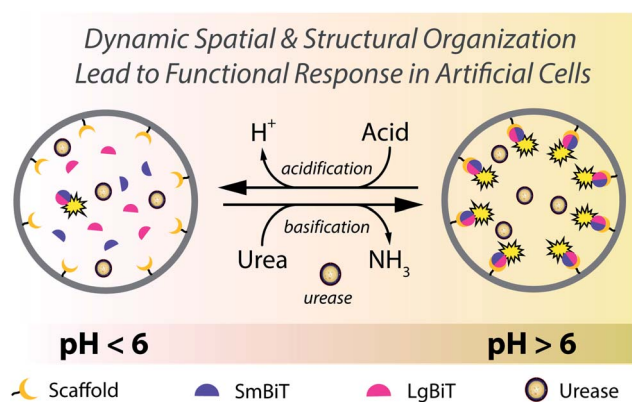 Dynamic Spatial & Structural Organization
Lead to Functional Response in Artificial Cells
H+ Acid
acidification
basification
Urea NH3
urease
pH < 6 pH > 6
Scaffold SmBiT LgBiT Urease